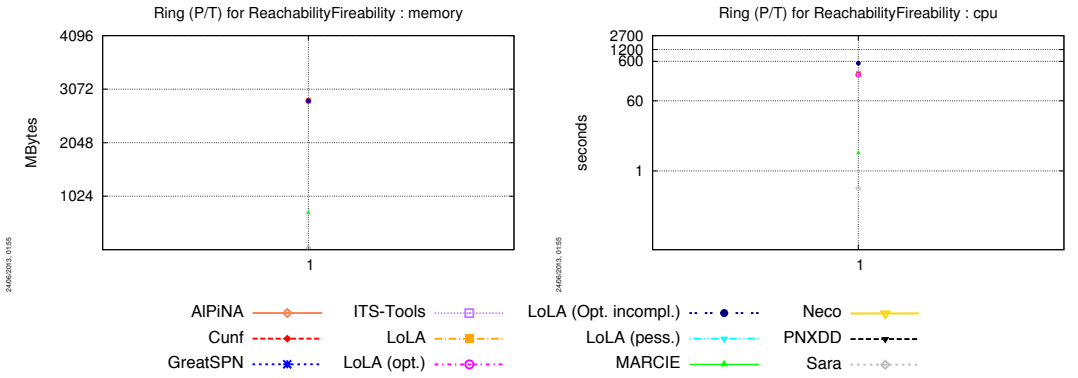 Ring (P/T) for ReachabilityFireability : memory
4096
3072
2048
1024
MBytes
1
24/06/2013, 01:55
Ring (P/T) for ReachabilityFireability : cpu
2700
1200
600
60
1
seconds
1
24/06/2013, 01:55
AlPiNA
Cunf
GreatSPN
ITS-Tools
LoLA
LoLA (opt.)
LoLA (Opt. incompl.)
LoLA (pess.)
MARCIE
Neco
PNXDD
Sara